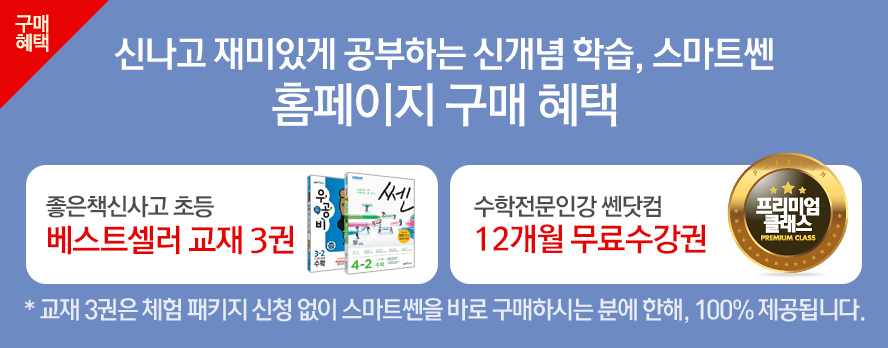 구매
혜택
신나고 재미있게 공부하는 신개념 학습, 스마트쎈
홈페이지 구매 혜택
좋은책신사고 초등
베스트셀러 교재 3권
우공비
3-2
수학
쎈
4-2 수학
수학전문인강 쎈닷컴
12개월 무료수강권
프리미엄
클래스
PREMIUM CLASS
* 교재 3권은 체험 패키지 신청 없이 스마트쎈을 바로 구매하시는 분에 한해, 100% 제공됩니다.